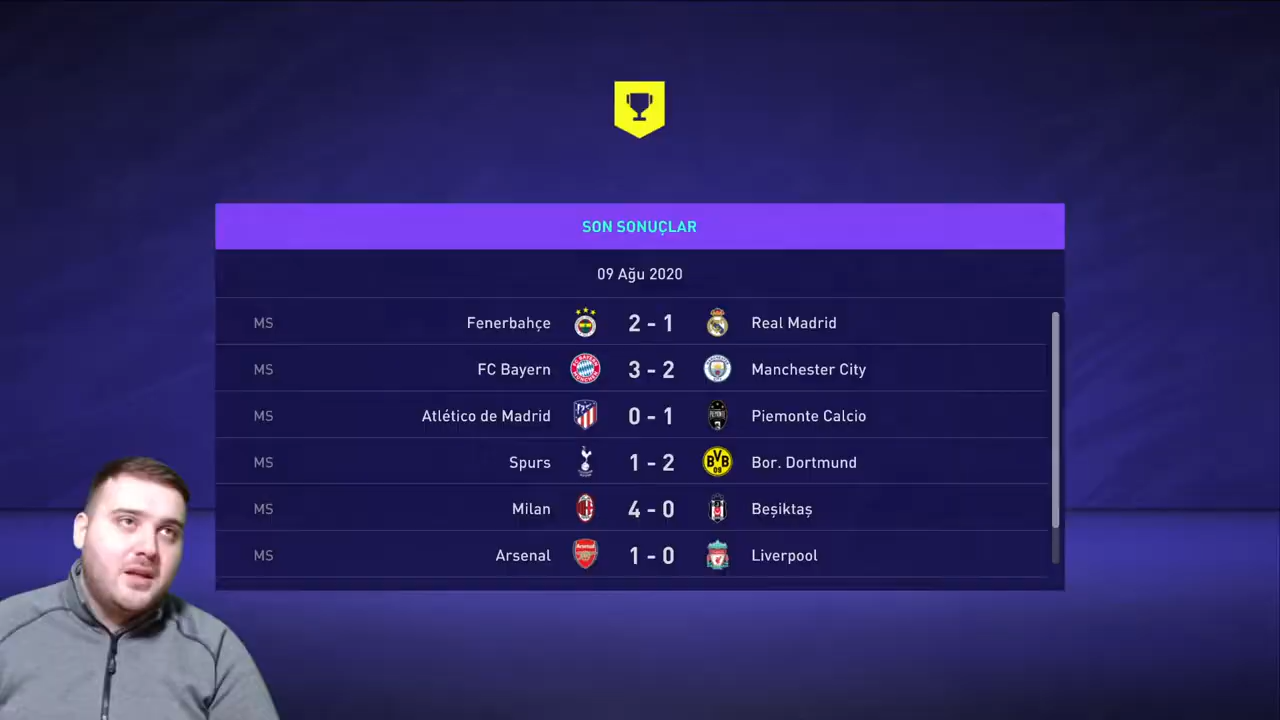 SON SONUÇLAR
09 Ağu 2020
MS Fenerbahçe 2 - 1 Real Madrid
MS FC Bayern 3 - 2 Manchester City
MS Atlético de Madrid 0 - 1 Piemonte Calcio
MS Spurs 1 - 2 Bor. Dortmund
MS Milan 4 - 0 Beşiktaş
MS Arsenal 1 - 0 Liverpool